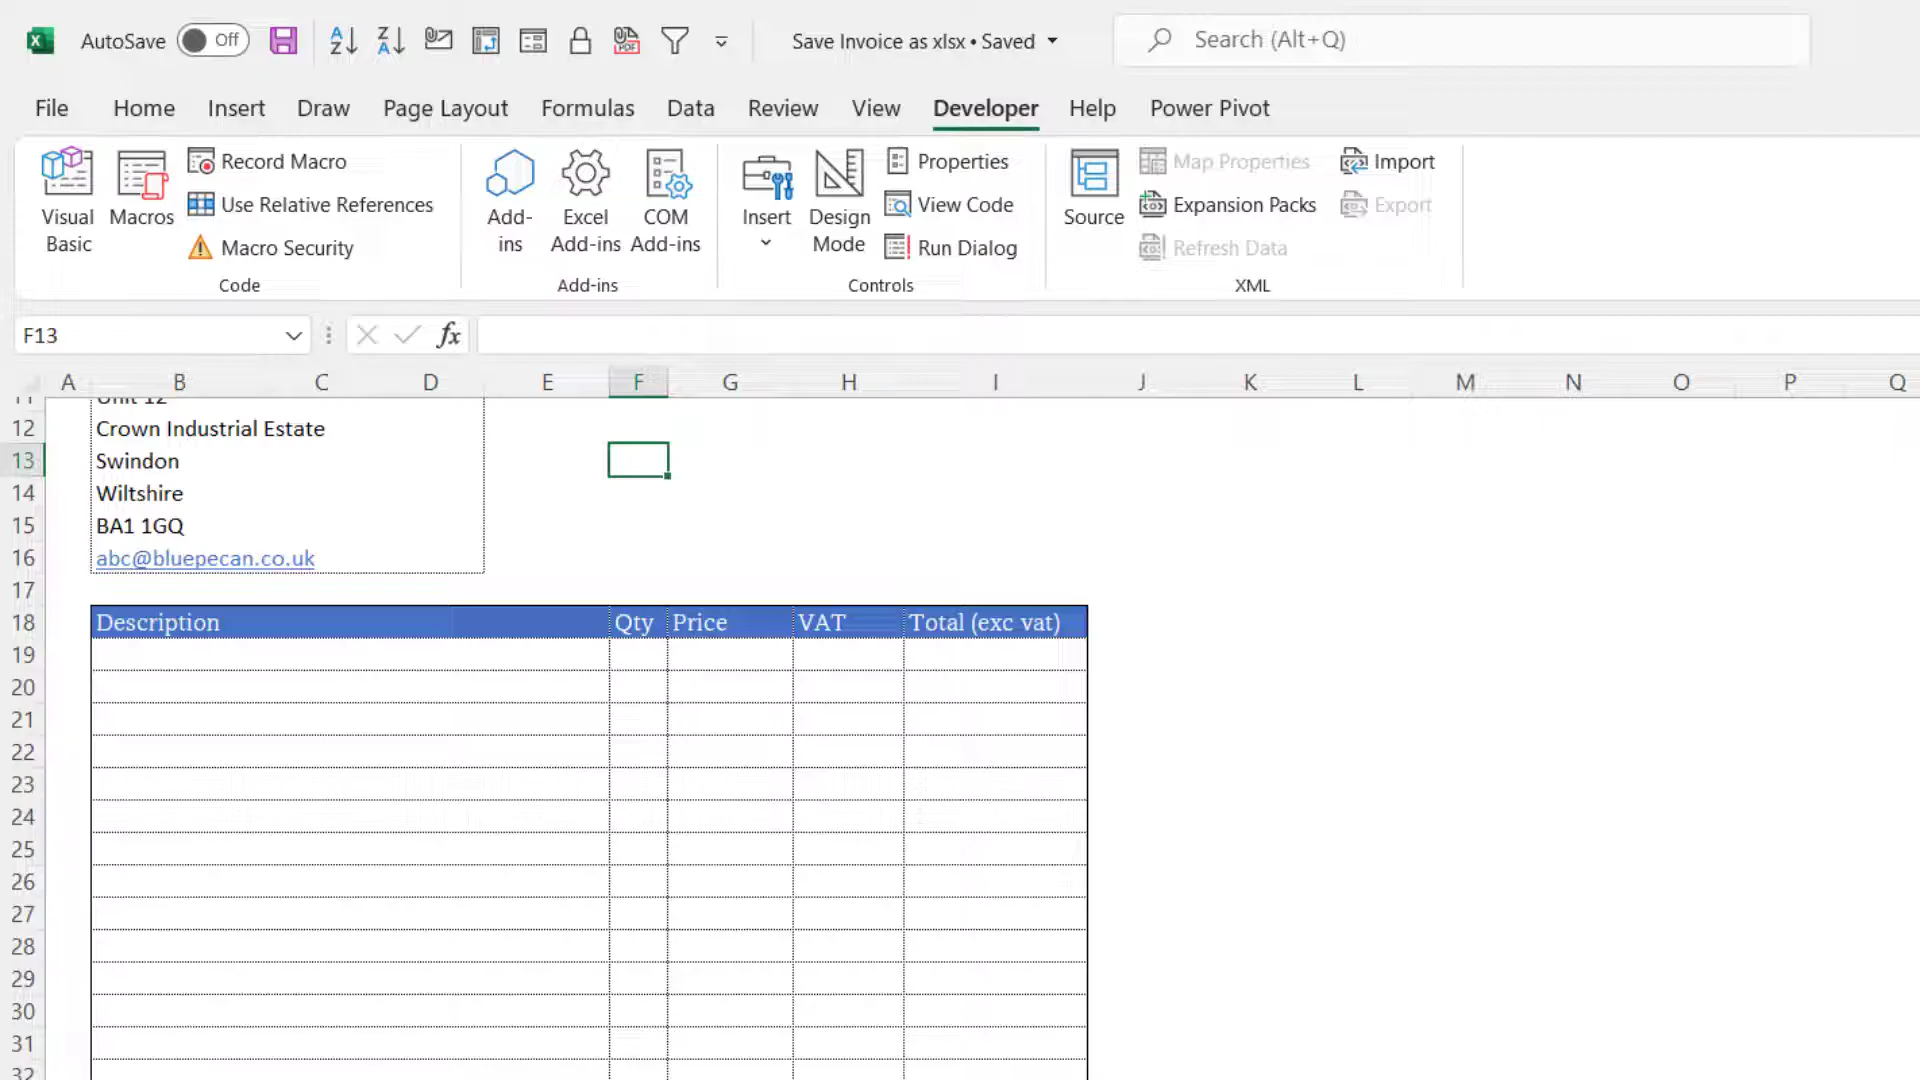 AutoSave Off Save Invoice as xlsx • Saved Search (Alt+Q)
File Home Insert Draw Page Layout Formulas Data Review View Developer Help Power Pivot
Visual Basic
Macros
Record Macro
Use Relative References
Macro Security
Code
Add-ins
Excel Add-ins
COM Add-ins
Add-ins
Insert
Design Mode
Properties
View Code
Run Dialog
Controls
Source
Map Properties
Expansion Packs
Refresh Data
Import
Export
XML
F13 fx
A B C D E F G H I J K L M N O P Q
11 Unit 12
12 Crown Industrial Estate
13 Swindon
14 Wiltshire
15 BA1 1GQ
16 abc@bluepecan.co.uk
17
18 Description Qty Price VAT Total (exc vat)
19
20
21
22
23
24
25
26
27
28
29
30
31
32